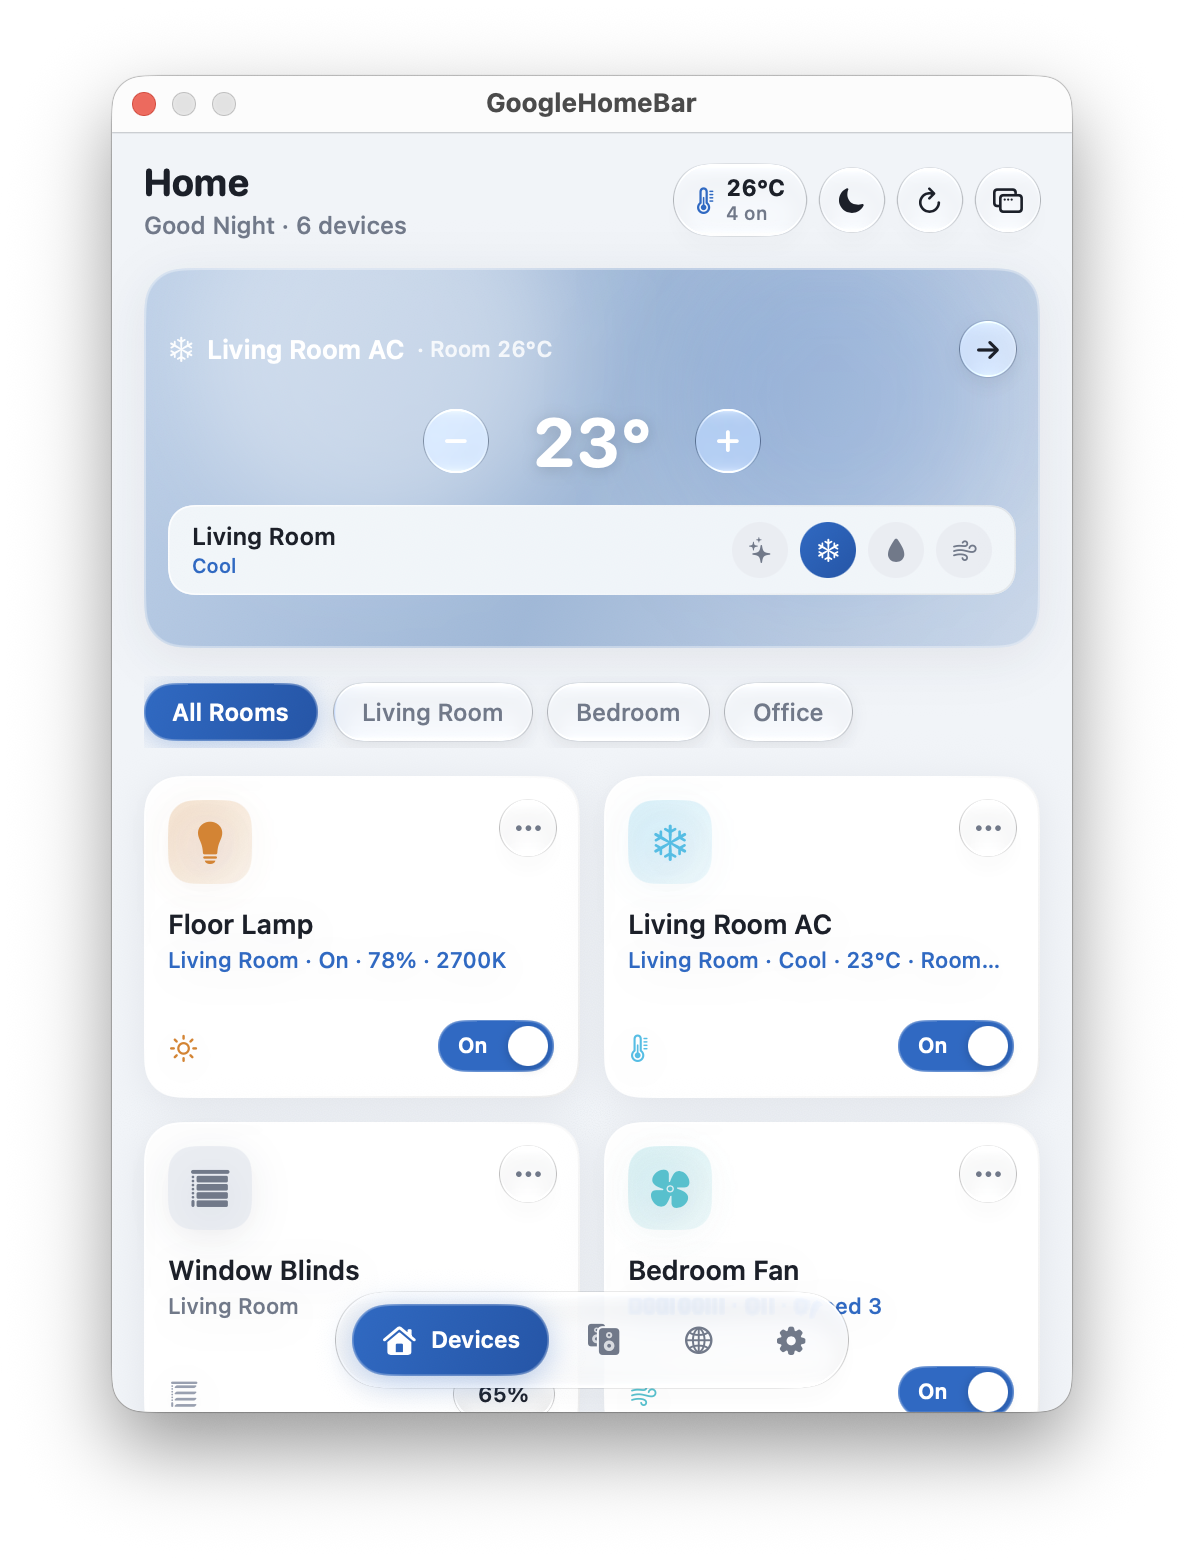 GoogleHomeBar
Home
Good Night · 6 devices
26°C
4 on
Living Room AC · Room 26°C
23°
Living Room
Cool
All Rooms
Living Room
Bedroom
Office
Floor Lamp
Living Room · On · 78% · 2700K
On
Living Room AC
Living Room · Cool · 23°C · Room...
On
Window Blinds
Living Room
65%
Bedroom Fan
3
On
Devices